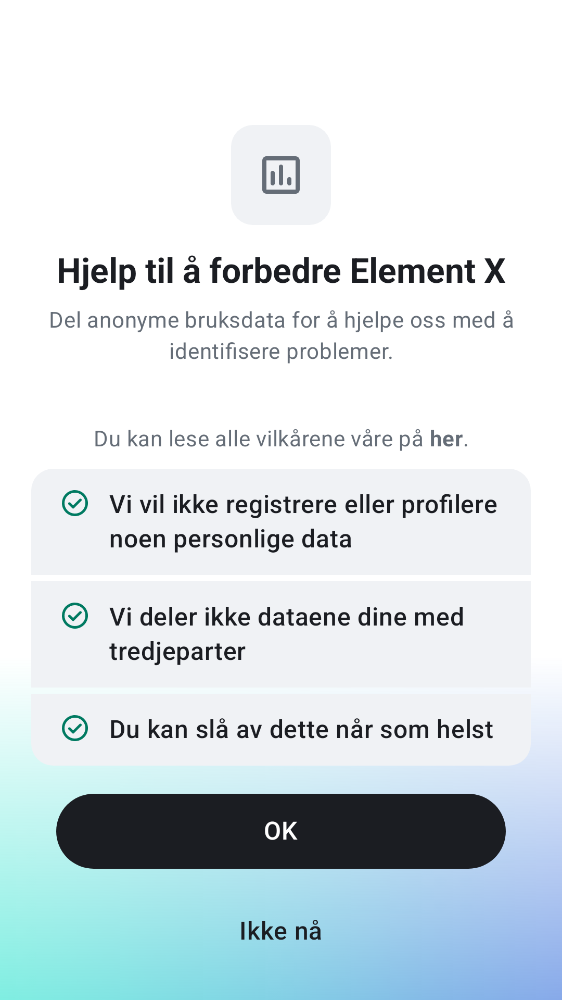 Hjelp til å forbedre Element X
Del anonyme bruksdata for å hjelpe oss med å
identifisere problemer.
Du kan lese alle vilkårene våre på her.
Vi vil ikke registrere eller profilere
noen personlige data
Vi deler ikke dataene dine med
tredjeparter
Du kan slå av dette når som helst
OK
Ikke nå